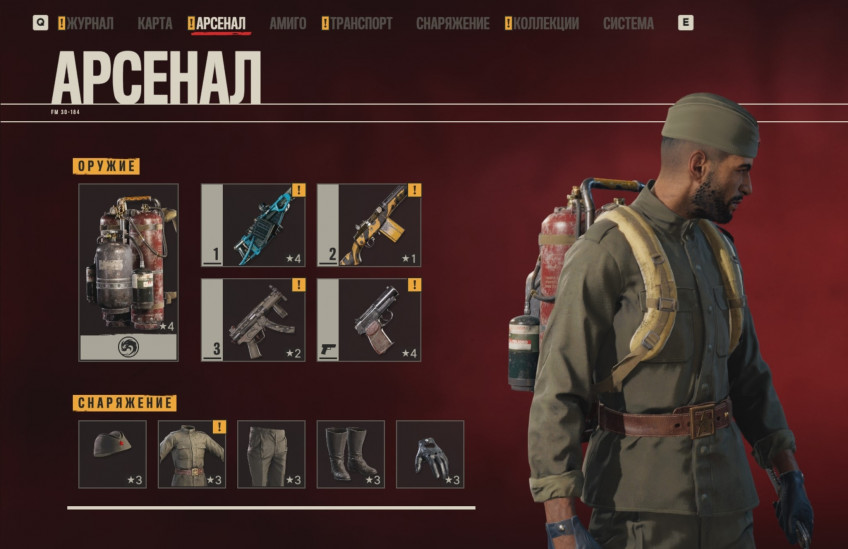 Q ! ЖУРНАЛ КАРТА ! АРСЕНАЛ АМИГО ! ТРАНСПОРТ СНАРЯЖЕНИЕ ! КОЛЛЕКЦИИ СИСТЕМА E
АРСЕНАЛ
FM 30-104
ОРУЖИЕ
! !
1 ★4 2 ★1
! !
★4 3 ★2 ★4
СНАРЯЖЕНИЕ
!
★3 ★3 ★3 ★3 ★3